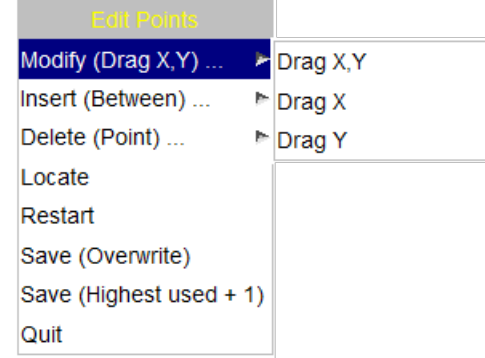 Edit Points
Modify (Drag X,Y) ...
Insert (Between) ...
Delete (Point) ...
Locate
Restart
Save (Overwrite)
Save (Highest used + 1)
Quit
Drag X,Y
Drag X
Drag Y